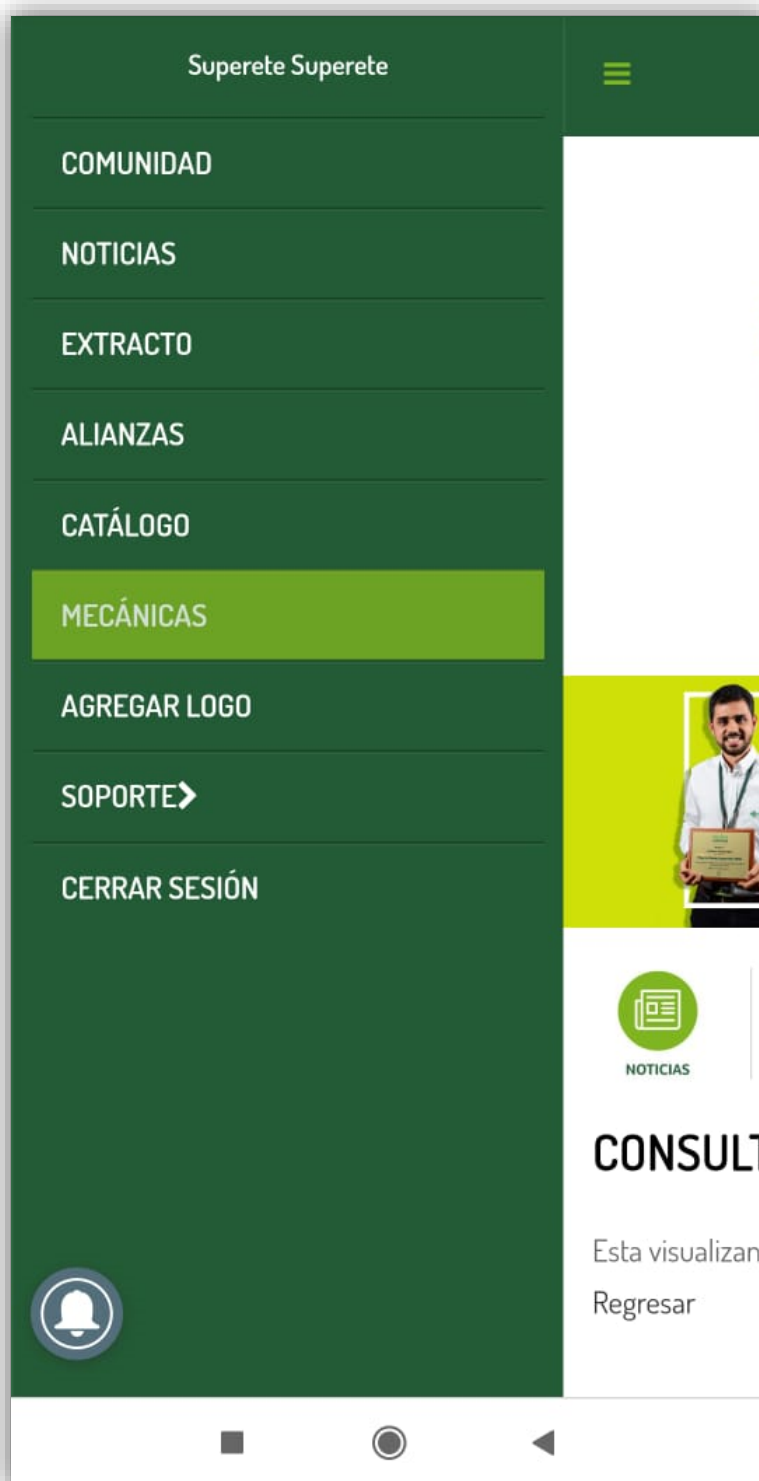 Superete Superete
COMUNIDAD
NOTICIAS
EXTRACTO
ALIANZAS
CATÁLOGO
MECÁNICAS
AGREGAR LOGO
SOPORTE
CERRAR SESIÓN
NOTICIAS
CONSULT
Esta visualizan
Regresar